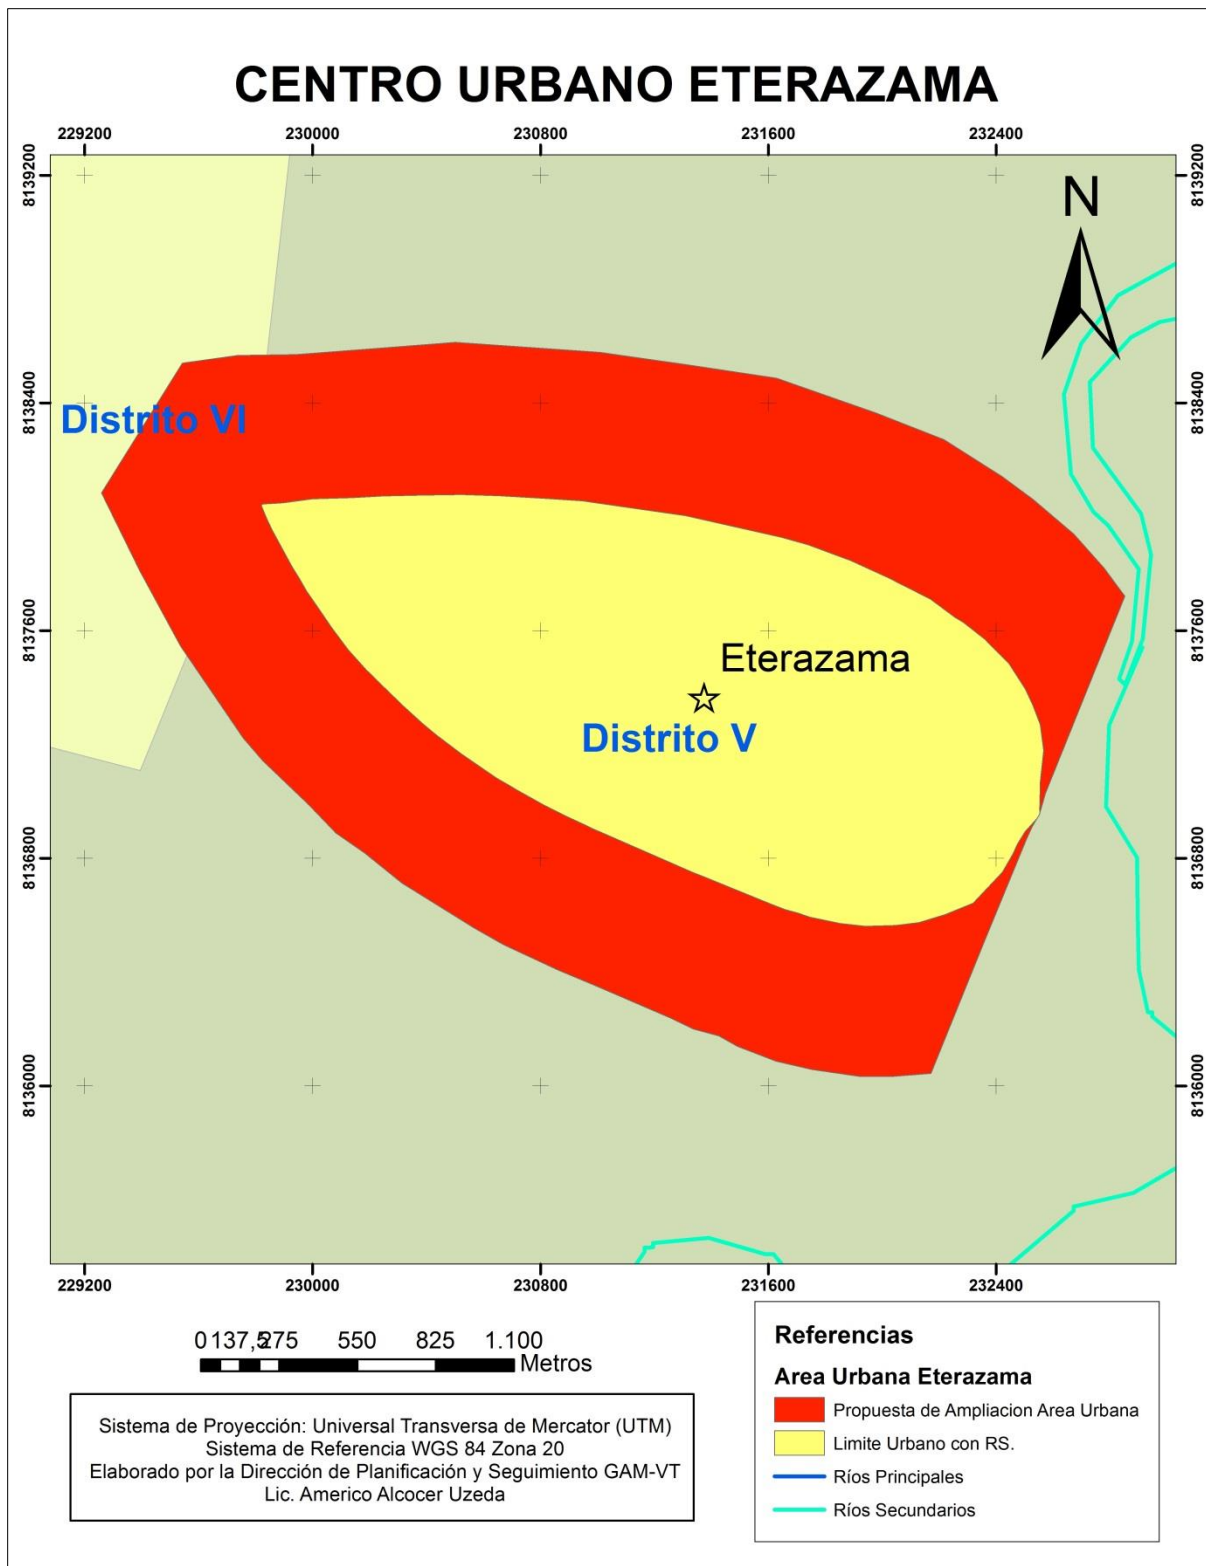 CENTRO URBANO ETERAZAMA
229200 230000 230800 231600 232400
8139200 8139200
N
8138400 8138400
Distrito VI
8137600 8137600
Eterazama
Distrito V
8136800 8136800
8136000 8136000
229200 230000 230800 231600 232400
0 137,5 275 550 825 1.100
Metros
Referencias
Area Urbana Eterazama
Propuesta de Ampliacion Area Urbana
Limite Urbano con RS.
Ríos Principales
Ríos Secundarios
Sistema de Proyección: Universal Transversa de Mercator (UTM)
Sistema de Referencia WGS 84 Zona 20
Elaborado por la Dirección de Planificación y Seguimiento GAM-VT
Lic. Americo Alcocer Uzeda